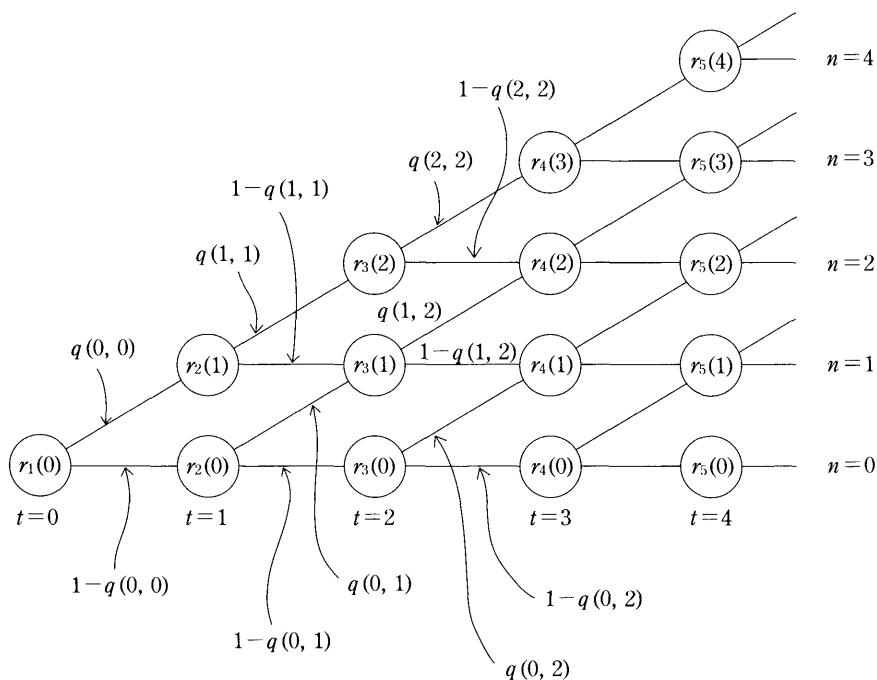 r₅(4)
n=4
1−q(2, 2)
q(2, 2)
r₄(3)
r₅(3)
n=3
1−q(1, 1)
q(1, 1)
r₃(2)
r₄(2)
r₅(2)
n=2
q(1, 2)
q(0, 0)
r₂(1)
r₃(1)
1−q(1, 2)
r₄(1)
r₅(1)
n=1
r₁(0)
r₂(0)
r₃(0)
r₄(0)
r₅(0)
n=0
t=0
t=1
t=2
t=3
t=4
1−q(0, 0)
q(0, 1)
1−q(0, 2)
1−q(0, 1)
q(0, 2)